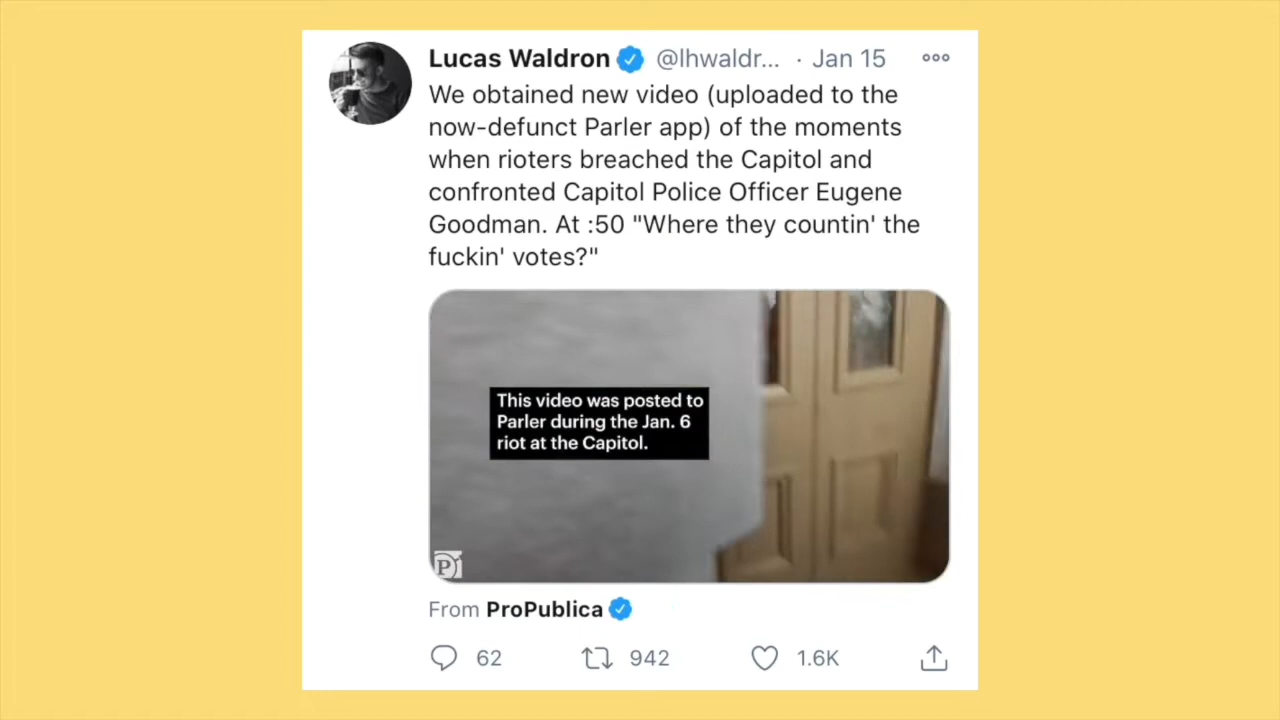 Lucas Waldron @lhwaldr... · Jan 15
We obtained new video (uploaded to the
now-defunct Parler app) of the moments
when rioters breached the Capitol and
confronted Capitol Police Officer Eugene
Goodman. At :50 "Where they countin' the
fuckin' votes?"
This video was posted to
Parler during the Jan. 6
riot at the Capitol.
P
From ProPublica
62 942 1.6K